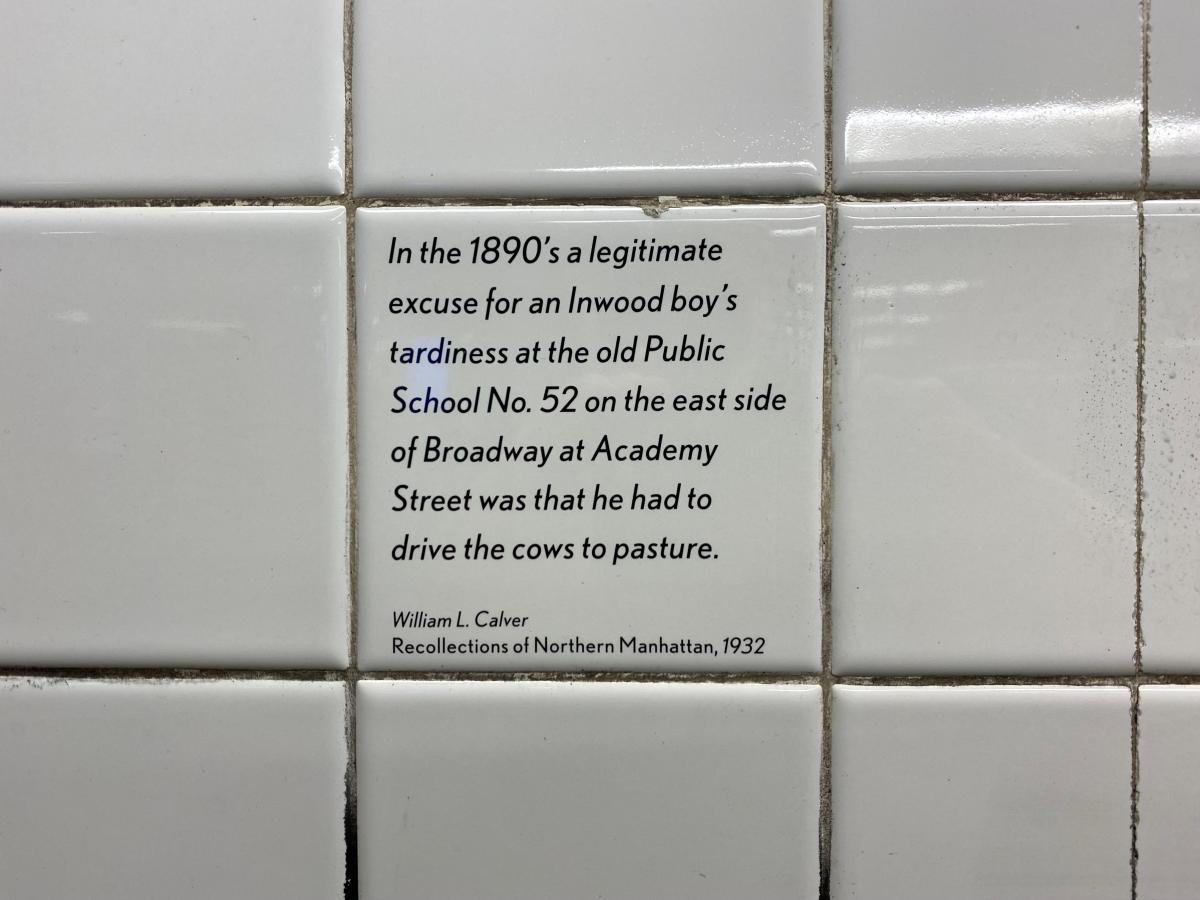 In the 1890’s a legitimate
excuse for an Inwood boy’s
tardiness at the old Public
School No. 52 on the east side
of Broadway at Academy
Street was that he had to
drive the cows to pasture.
William L. Calver
Recollections of Northern Manhattan, 1932